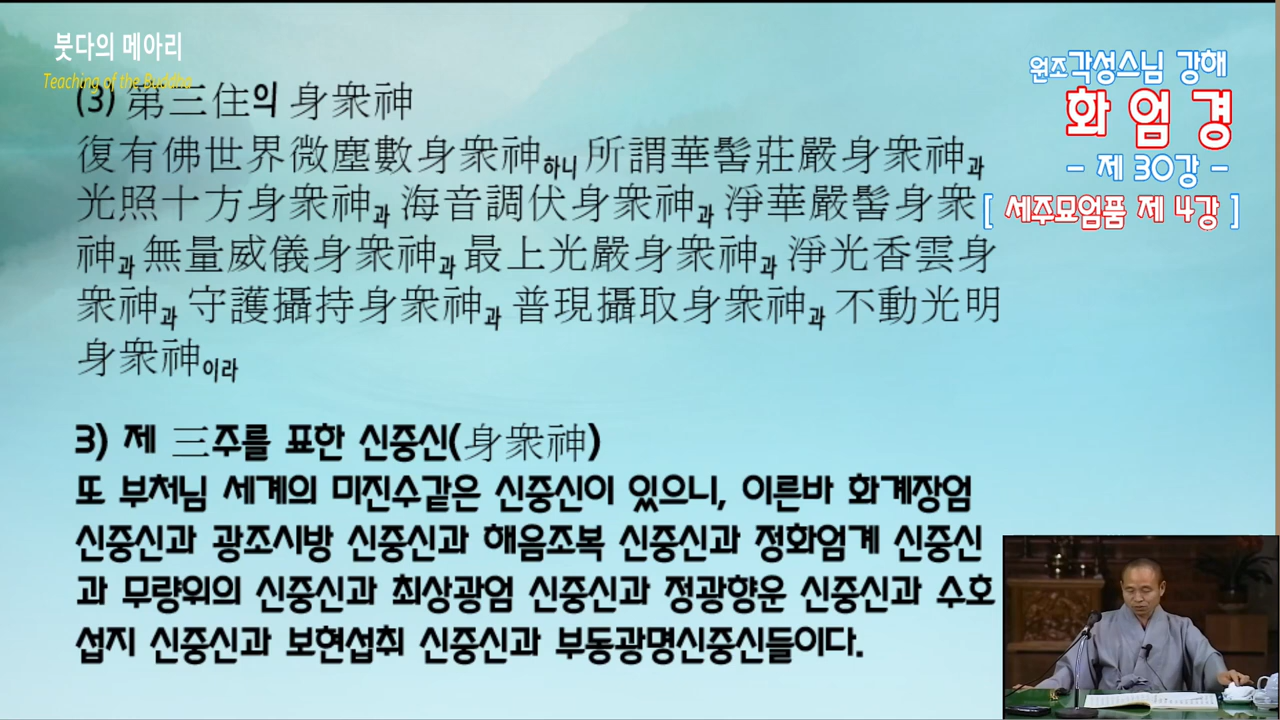 붓다의 메아리
Teaching of the Buddha
원조각성스님 강해
화 엄 경
- 제 30강 -
[ 세주묘엄품 제 4강 ]
(3) 第三住의 身衆神
復有佛世界微塵數身衆神하니 所謂華髻莊嚴身衆神과
光照十方身衆神과 海音調伏身衆神과 淨華嚴髻身衆
神과 無量威儀身衆神과 最上光嚴身衆神과 淨光香雲身
衆神과 守護攝持身衆神과 普現攝取身衆神과 不動光明
身衆神이라
3) 제 三주를 표한 신중신(身衆神)
또 부처님 세계의 미진수같은 신중신이 있으니, 이른바 화계장엄
신중신과 광조시방 신중신과 해음조복 신중신과 정화엄계 신중신
과 무량위의 신중신과 최상광엄 신중신과 정광향운 신중신과 수호
섭지 신중신과 보현섭취 신중신과 부동광명신중신들이다.